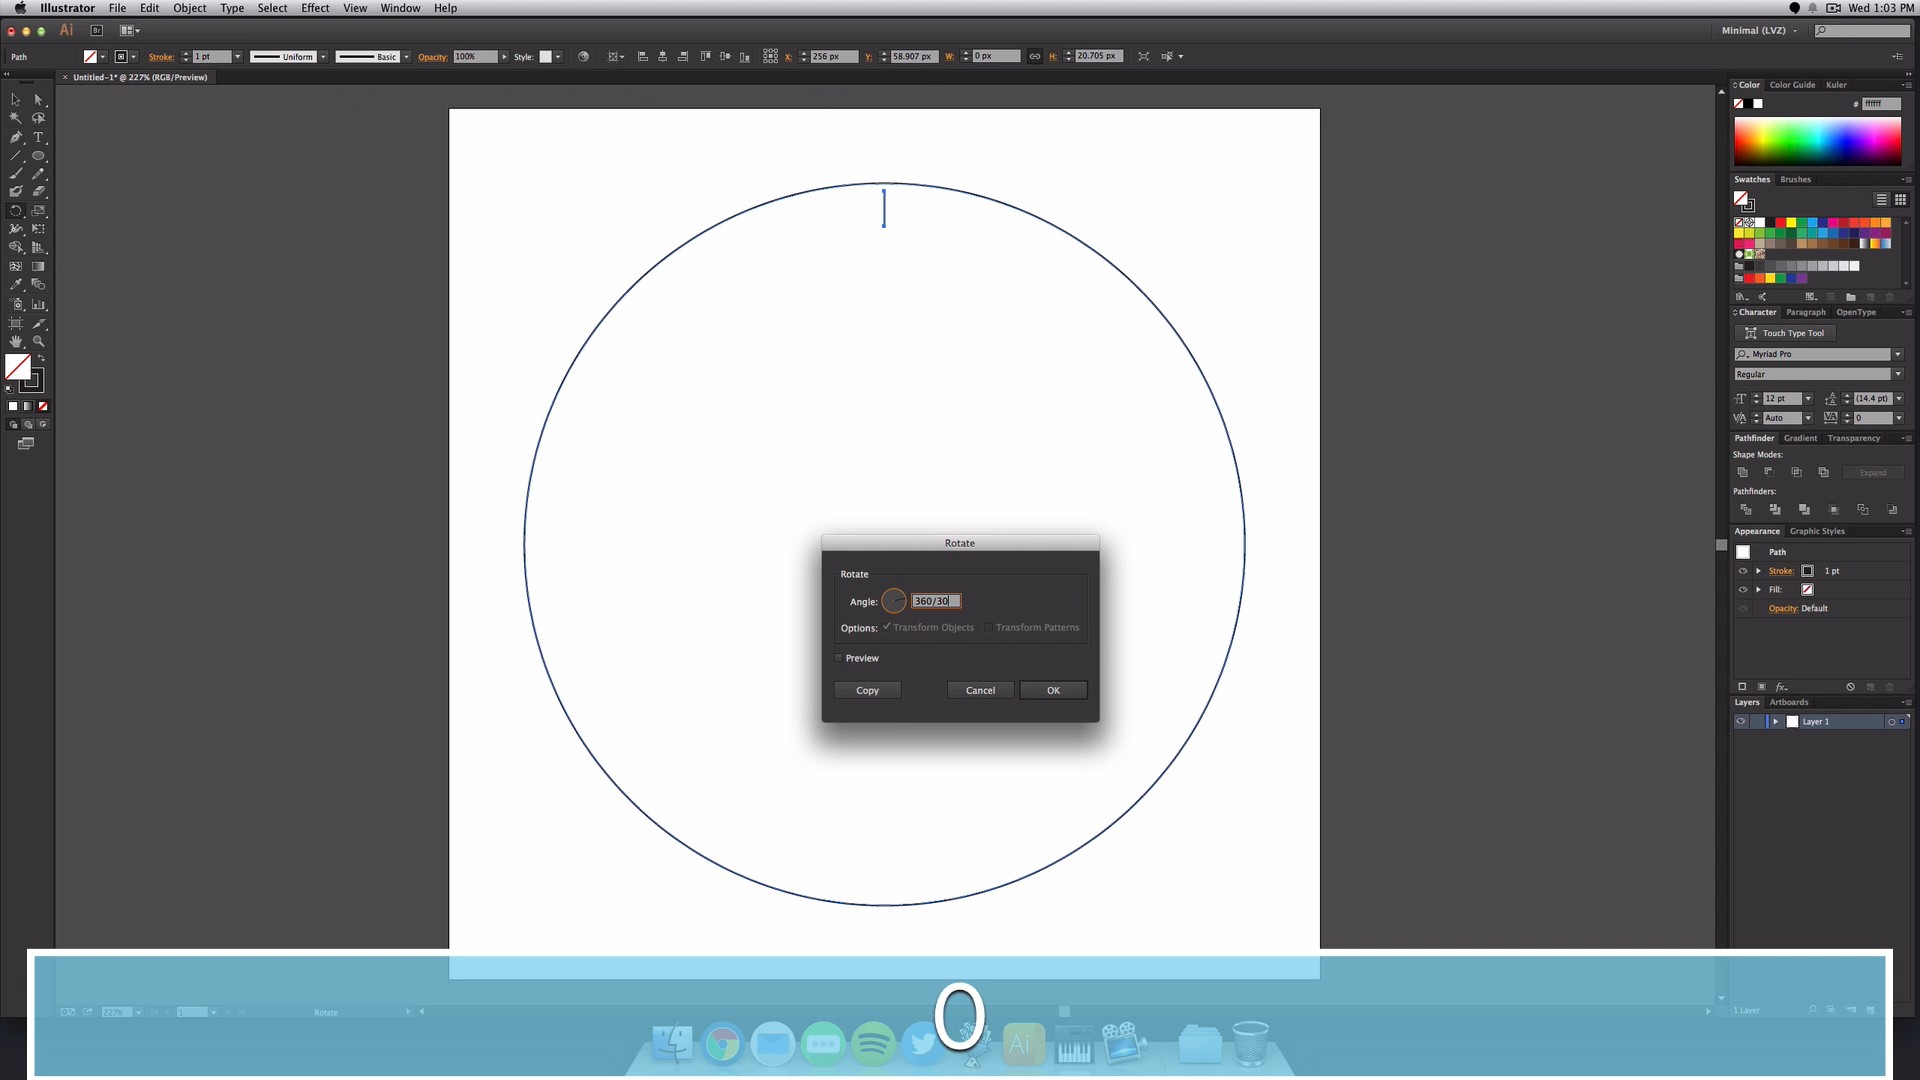 Illustrator File Edit Object Type Select Effect View Window Help
Wed 1:03 PM
Ai Br
Minimal (LVZ)
Path Stroke: 1 pt Uniform Basic Opacity: 100% Style: X: 256 px Y: 58.907 px W: 0 px H: 20.705 px
× Untitled-1* @ 227% (RGB/Preview)
Color Color Guide Kuler
# ffffff
Swatches Brushes
Character Paragraph OpenType
Touch Type Tool
Myriad Pro
Regular
12 pt (14.4 pt)
Auto 0
Pathfinder Gradient Transparency
Shape Modes:
Expand
Pathfinders:
Appearance Graphic Styles
Path
Stroke: 1 pt
Fill:
Opacity: Default
Layers Artboards
Layer 1
Rotate
Rotate
Angle: 360/30
Options: Transform Objects Transform Patterns
Preview
Copy Cancel OK
227% 1 Rotate
1 Layer
0
Ai